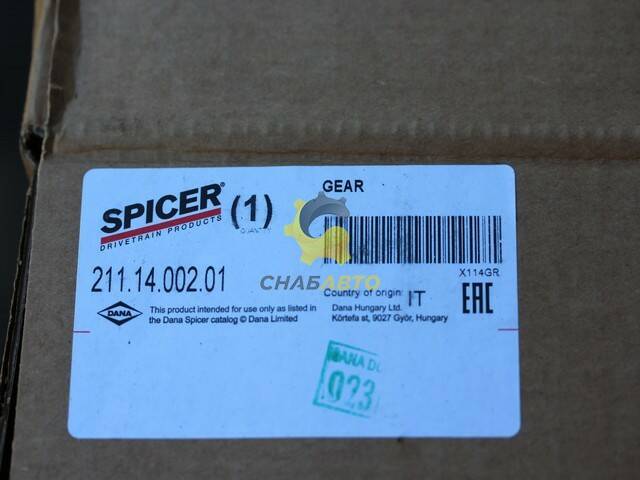 SPICER®
DRIVETRAIN PRODUCTS
(1)
QUANTITY
GEAR
X114GR
211.14.002.01
СНАБАВТО
Country of origin: IT
DANA
This product intended for use only as listed in
the Dana Spicer catalog © Dana Limited
Dana Hungary Ltd.
Körtefa st, 9027 Győr, Hungary
EAC
023